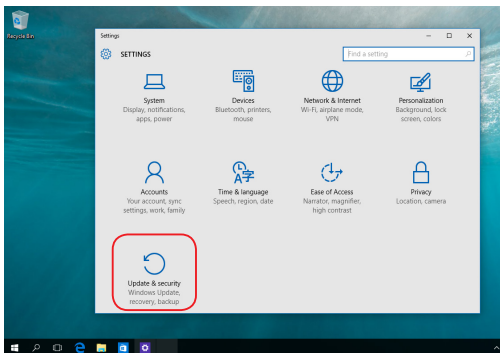 Recycle Bin
Settings
SETTINGS
Find a setting
System
Display, notifications,
apps, power
Devices
Bluetooth, printers,
mouse
Network & Internet
Wi-Fi, airplane mode,
VPN
Personalization
Background, lock
screen, colors
Accounts
Your account, sync
settings, work, family
A字
Time & language
Speech, region, date
Ease of Access
Narrator, magnifier,
high contrast
Privacy
Location, camera
Update & security
Windows Update,
recovery, backup